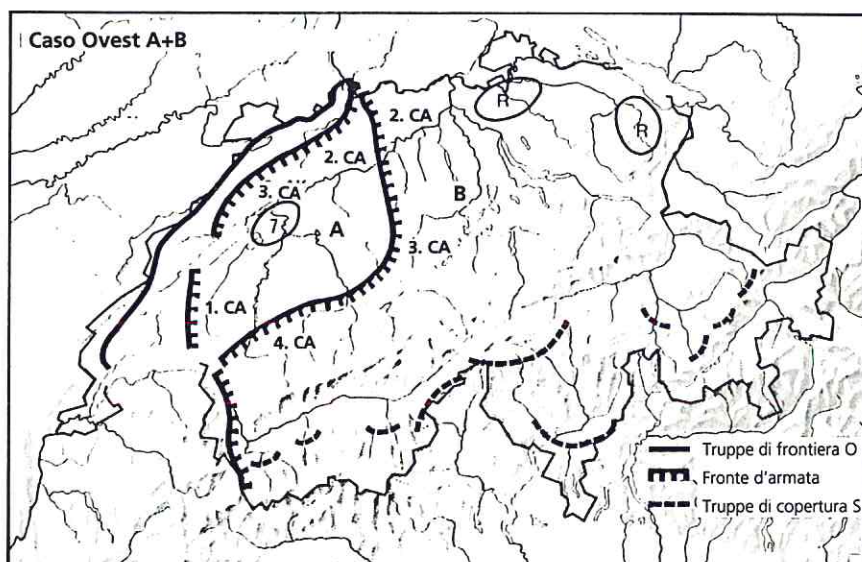 Caso Ovest A+B
2. CA
R
R
2. CA
3. CA
7
A
B
3. CA
1. CA
4. CA
Truppe di frontiera O
Fronte d'armata
Truppe di copertura S